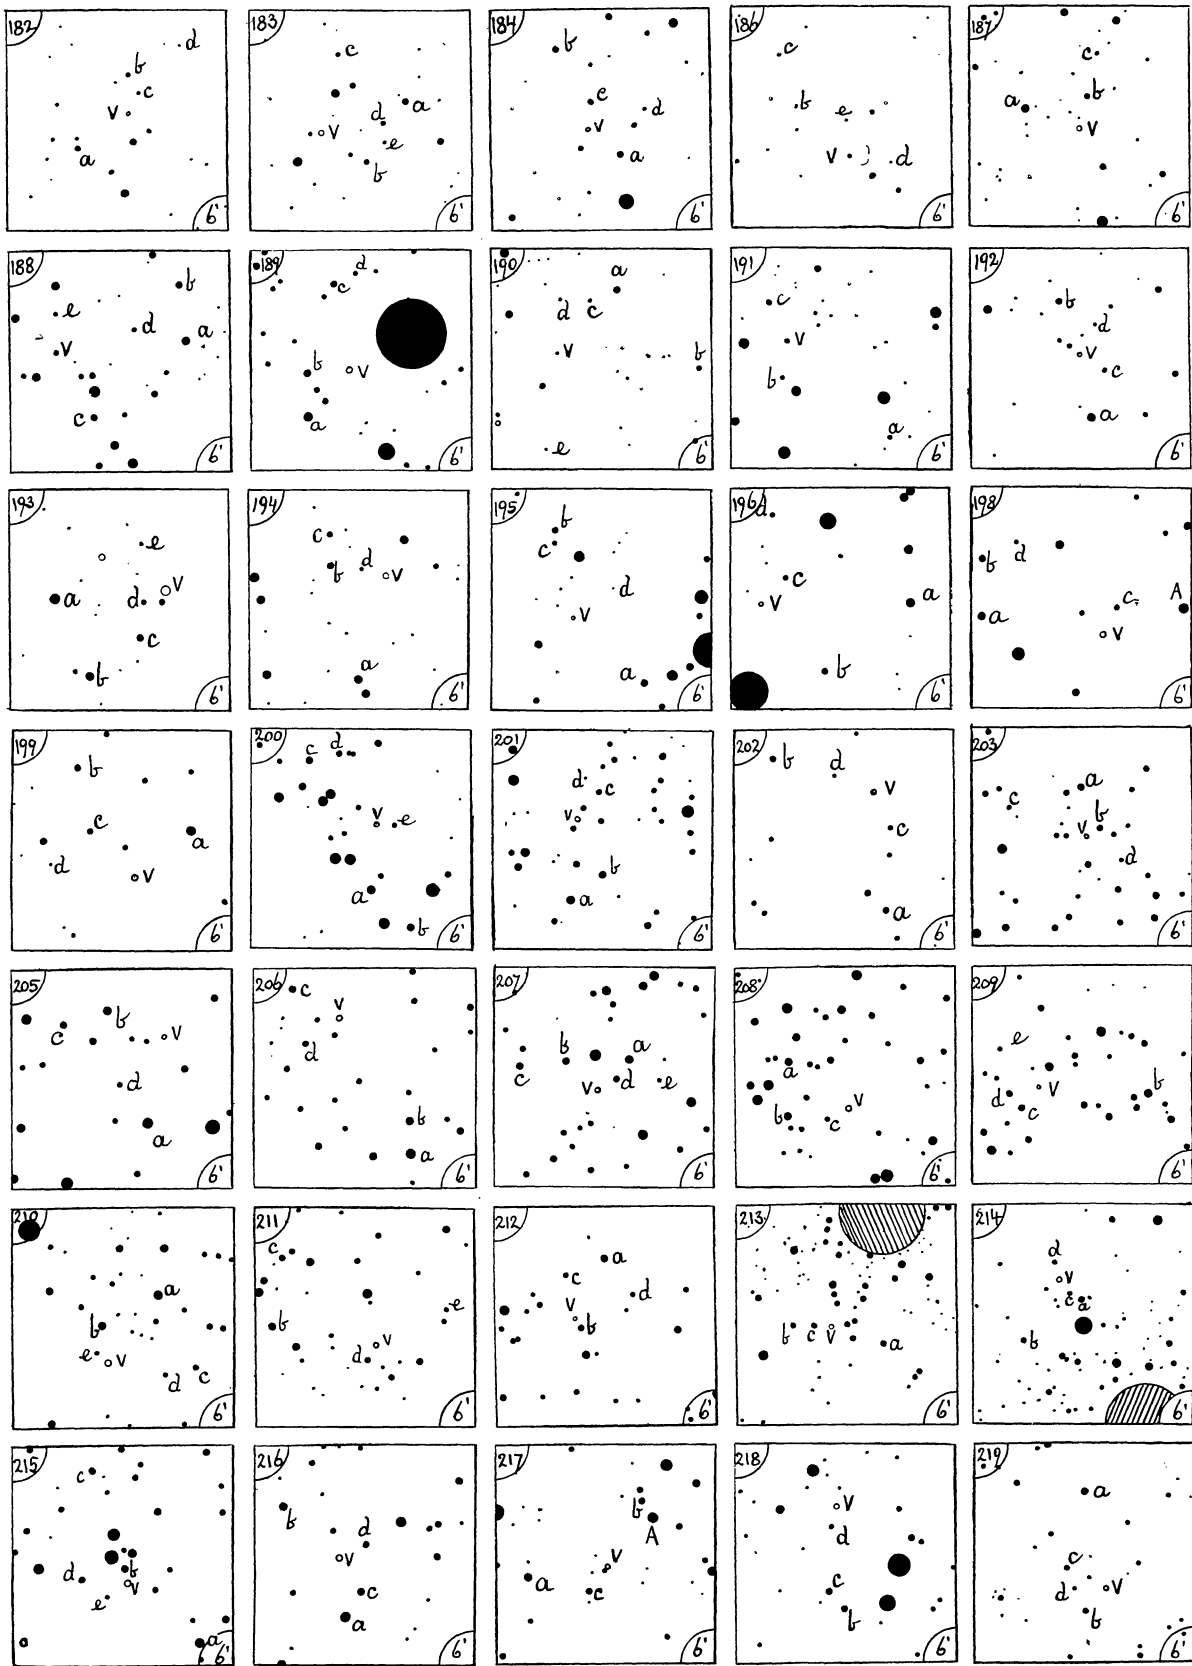 182 d b c v a 6'
183 c a d v e b 6'
184 b c d v a 6'
186 c b e v d 6'
187 c b a v 6'
188 b e d a v c 6'
189 d c b v a 6'
190 a d c v b e 6'
191 c v b a 6'
192 b d v c a 6'
193 e v a d c b 6'
194 c d b v a 6'
195 b c d v a 6'
196 d c v a b 6'
198 b d c A a v 6'
199 b c a d v 6'
200 c d v e a b 6'
201 d c v b a 6'
202 b d v c a 6'
203 a c b v d 6'
205 b c v d a 6'
206 c v d b a 6'
207 b a c v d e 6'
208 a v b c 6'
209 e b v d c 6'
210 a b e v d c 6'
211 c e b v d 6'
212 a c d v b 6'
213 b c v a 6'
214 d v c a b 6'
215 c d b v e a 6'
216 b d v c a 6'
217 b A v a c 6'
218 v d c b 6'
219 a c d v b 6'